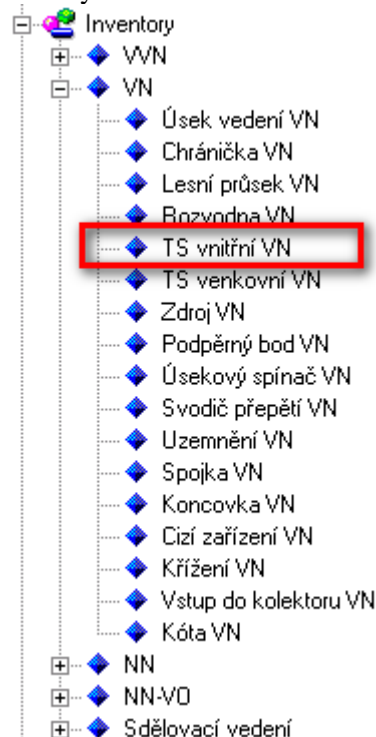 Inventory
VVN
VN
Úsek vedení VN
Chránička VN
Lesní průsek VN
Rozvodna VN
TS vnitřní VN
TS venkovní VN
Zdroj VN
Podpěrný bod VN
Úsekový spínač VN
Svodič přepětí VN
Uzemnění VN
Spojka VN
Koncovka VN
Cizí zařízení VN
Křížení VN
Vstup do kolektoru VN
Kóta VN
NN
NN-VO
Sdělovací vedení